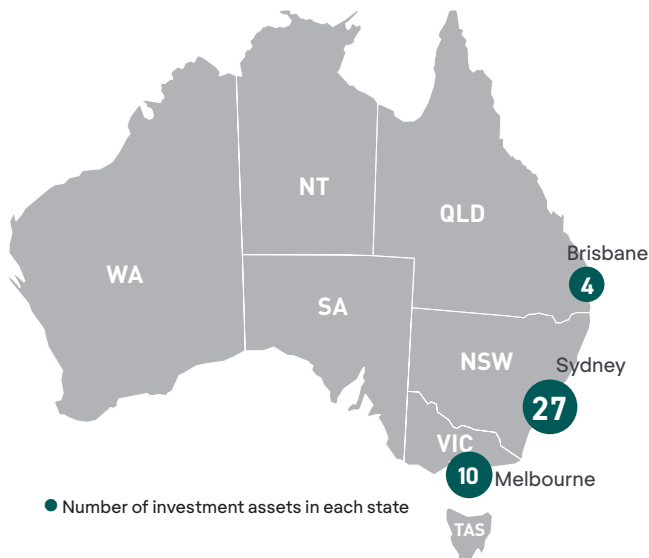 NT
QLD
Brisbane
4
WA
SA
NSW
Sydney
27
VIC
10
Melbourne
Number of investment assets in each state
TAS